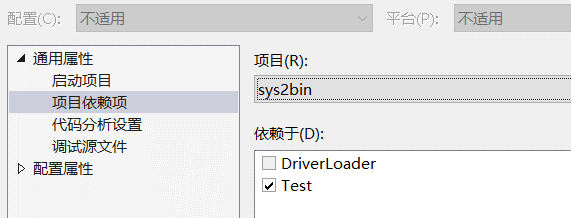 配置(C): 不适用 平台(P): 不适用
通用属性
启动项目
项目依赖项
代码分析设置
调试源文件
配置属性
项目(R):
sys2bin
依赖于(D):
DriverLoader
Test